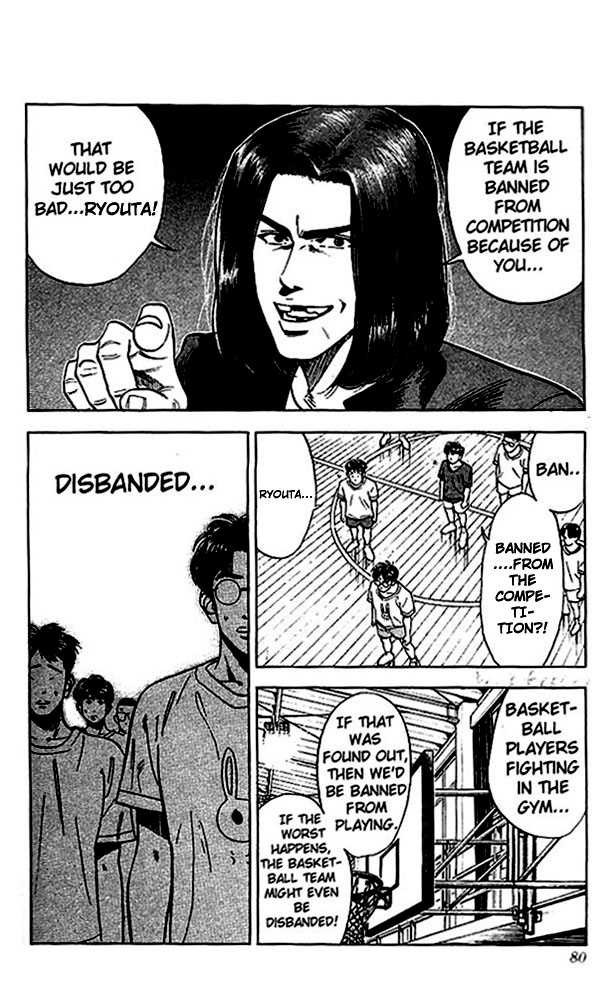 IF THE
BASKETBALL
TEAM IS
BANNED
FROM
COMPETITION
BECAUSE OF
YOU...
THAT
WOULD BE
JUST TOO
BAD...RYOUTA!
BAN..
BANNED
....FROM
THE
COMPE-
TI-
TION?!
RYOUTA...
BASKET-
BALL
PLAYERS
FIGHTING
IN THE
GYM...
IF THAT
WAS
FOUND OUT,
THEN WE'D
BE BANNED
FROM
PLAYING.
IF THE
WORST
HAPPENS,
THE BASKET-
BALL TEAM
MIGHT EVEN
BE
DISBANDED!
DISBANDED...
80